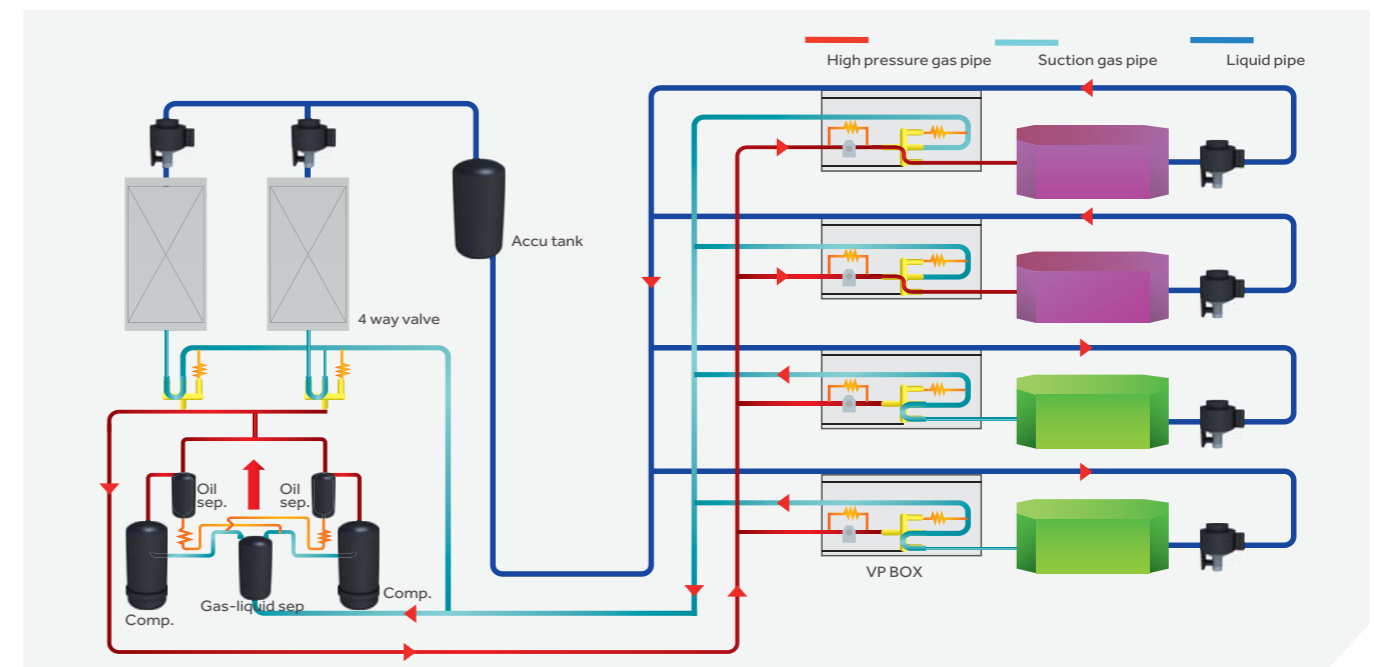 High pressure gas pipe
Suction gas pipe
Liquid pipe
Accu tank
4 way valve
Oil
sep.
Oil
sep.
Comp.
Gas-liquid sep
Comp.
VP BOX